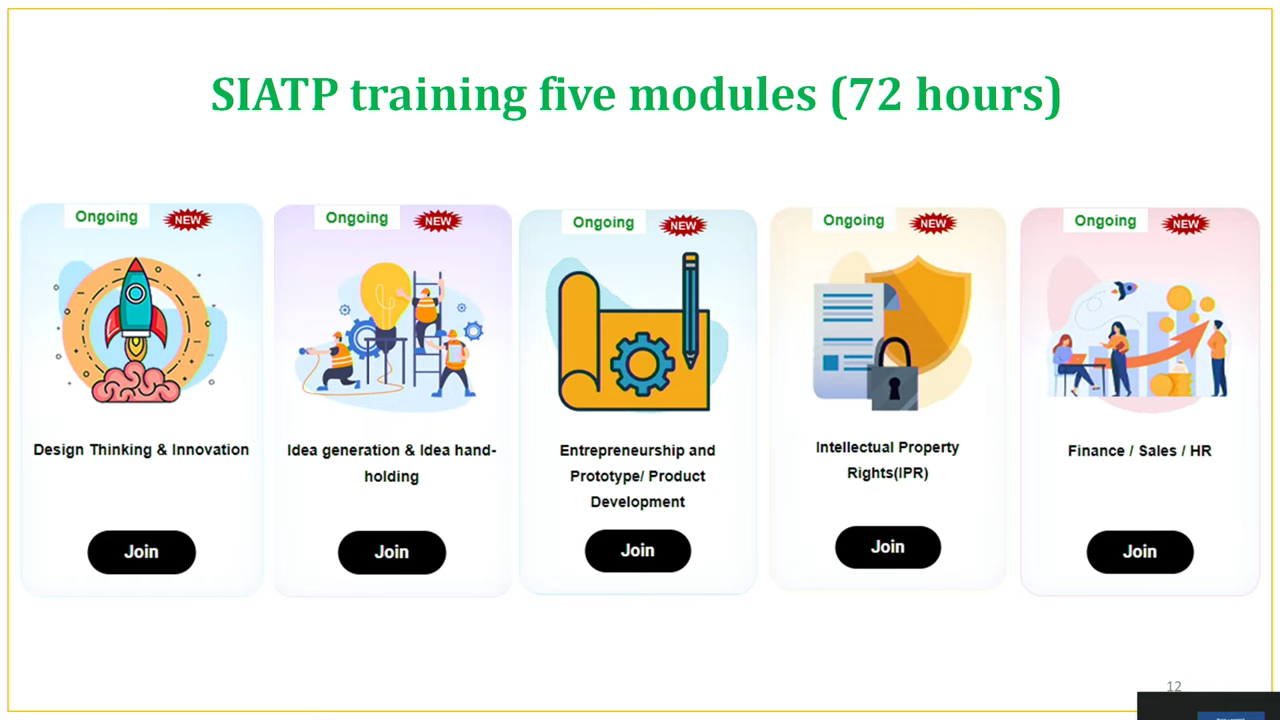 SIATP training five modules (72 hours)
Ongoing
NEW
Design Thinking & Innovation
Join
Ongoing
NEW
Idea generation & Idea hand-
holding
Join
Ongoing
NEW
Entrepreneurship and
Prototype/ Product
Development
Join
Ongoing
NEW
Intellectual Property
Rights(IPR)
Join
Ongoing
NEW
Finance / Sales / HR
Join
12